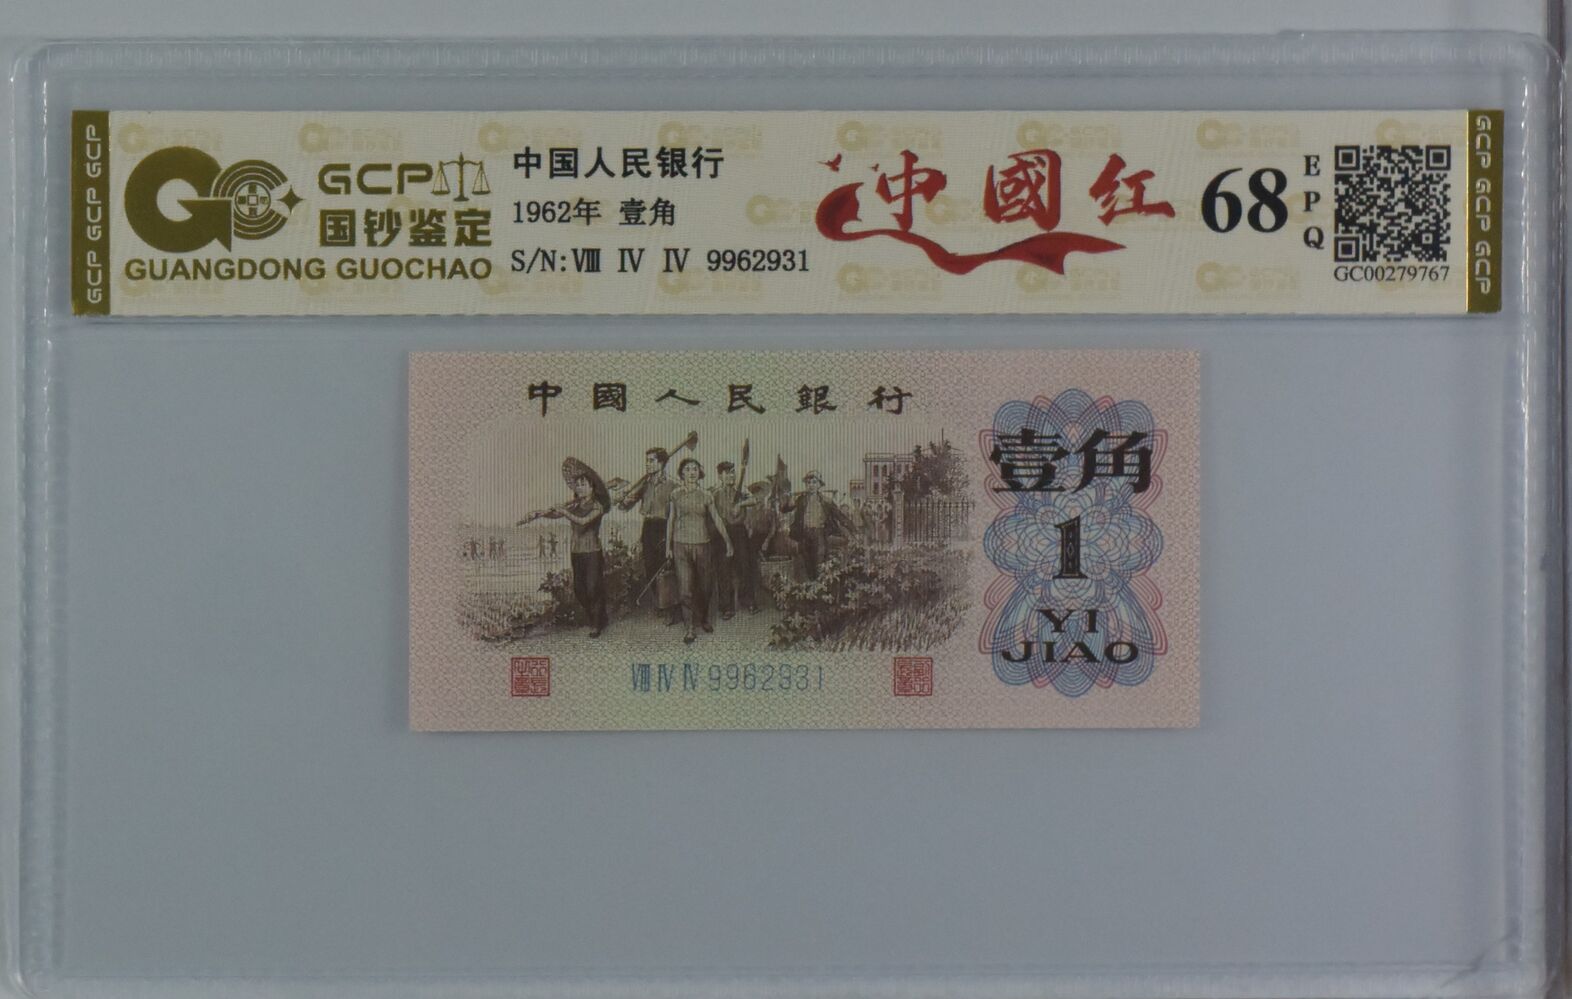 GCP GCP GCP
GCP
国钞鉴定
GUANGDONG GUOCHAO
中国人民银行
1962年 壹角
S/N:Ⅷ Ⅳ Ⅳ 9962931
中國红
68
EPQ
GC00279767
GCP GCP GCP
中國人民銀行
壹角
1
YI
JIAO
Ⅷ Ⅳ Ⅳ 9962931